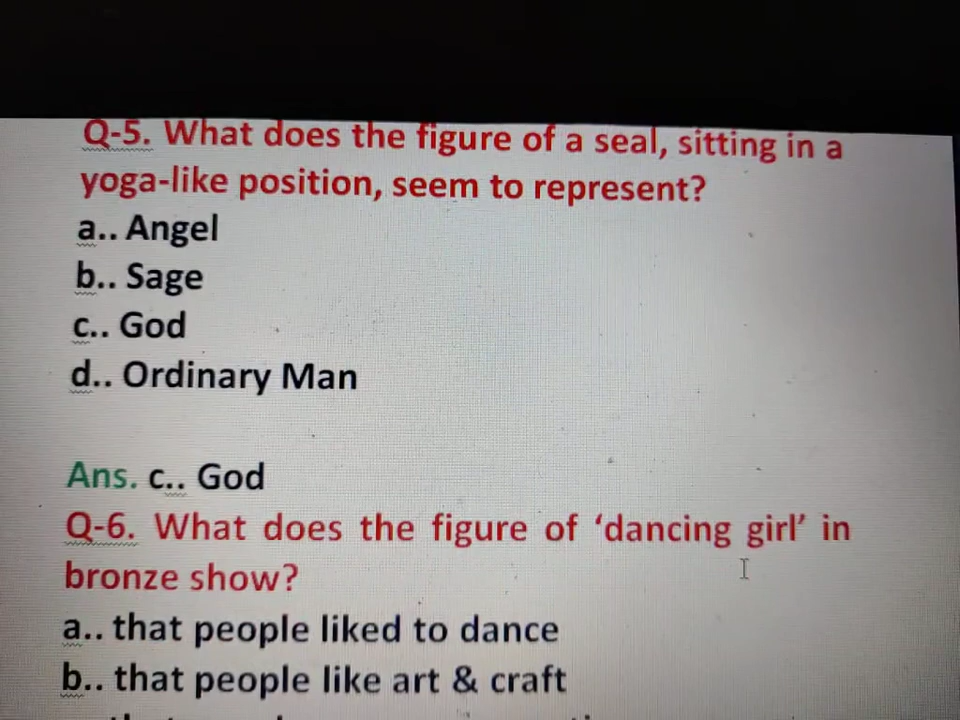 Q-5. What does the figure of a seal, sitting in a
yoga-like position, seem to represent?
a.. Angel
b.. Sage
c.. God
d.. Ordinary Man
Ans. c.. God
Q-6. What does the figure of ‘dancing girl’ in
bronze show?
a.. that people liked to dance
b.. that people like art & craft